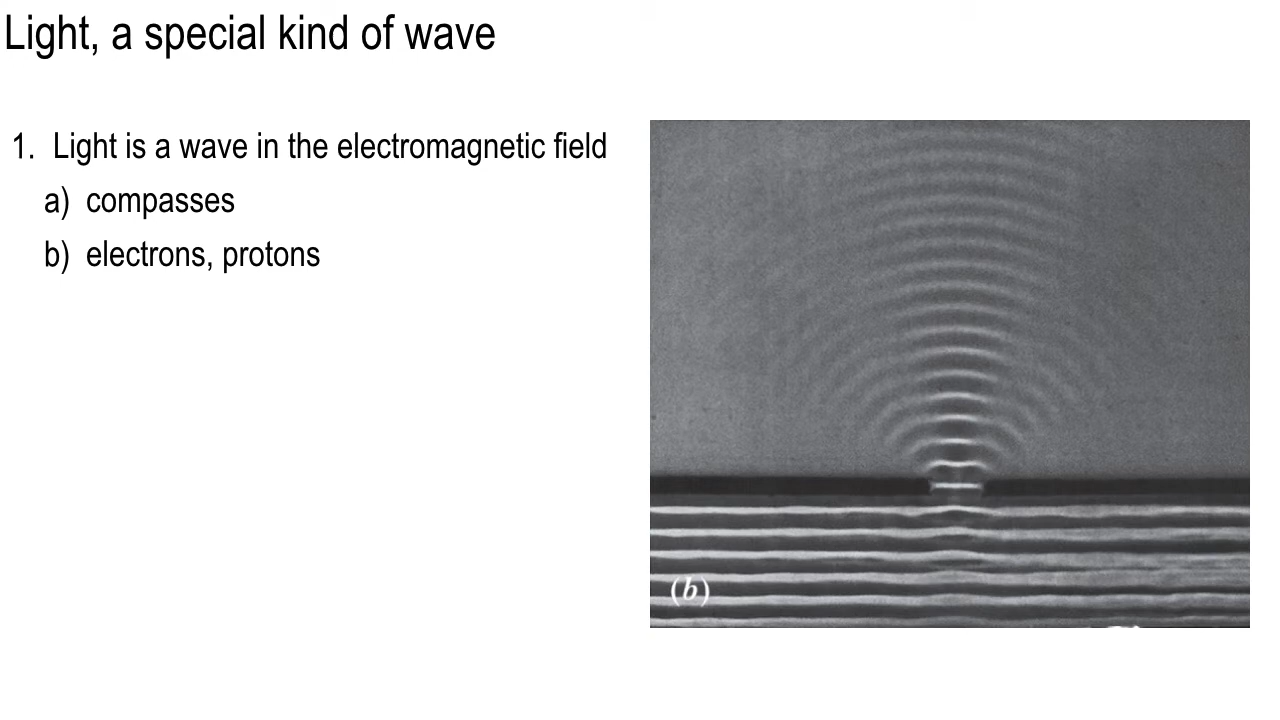 Light, a special kind of wave
1. Light is a wave in the electromagnetic field
a) compasses
b) electrons, protons
(b)